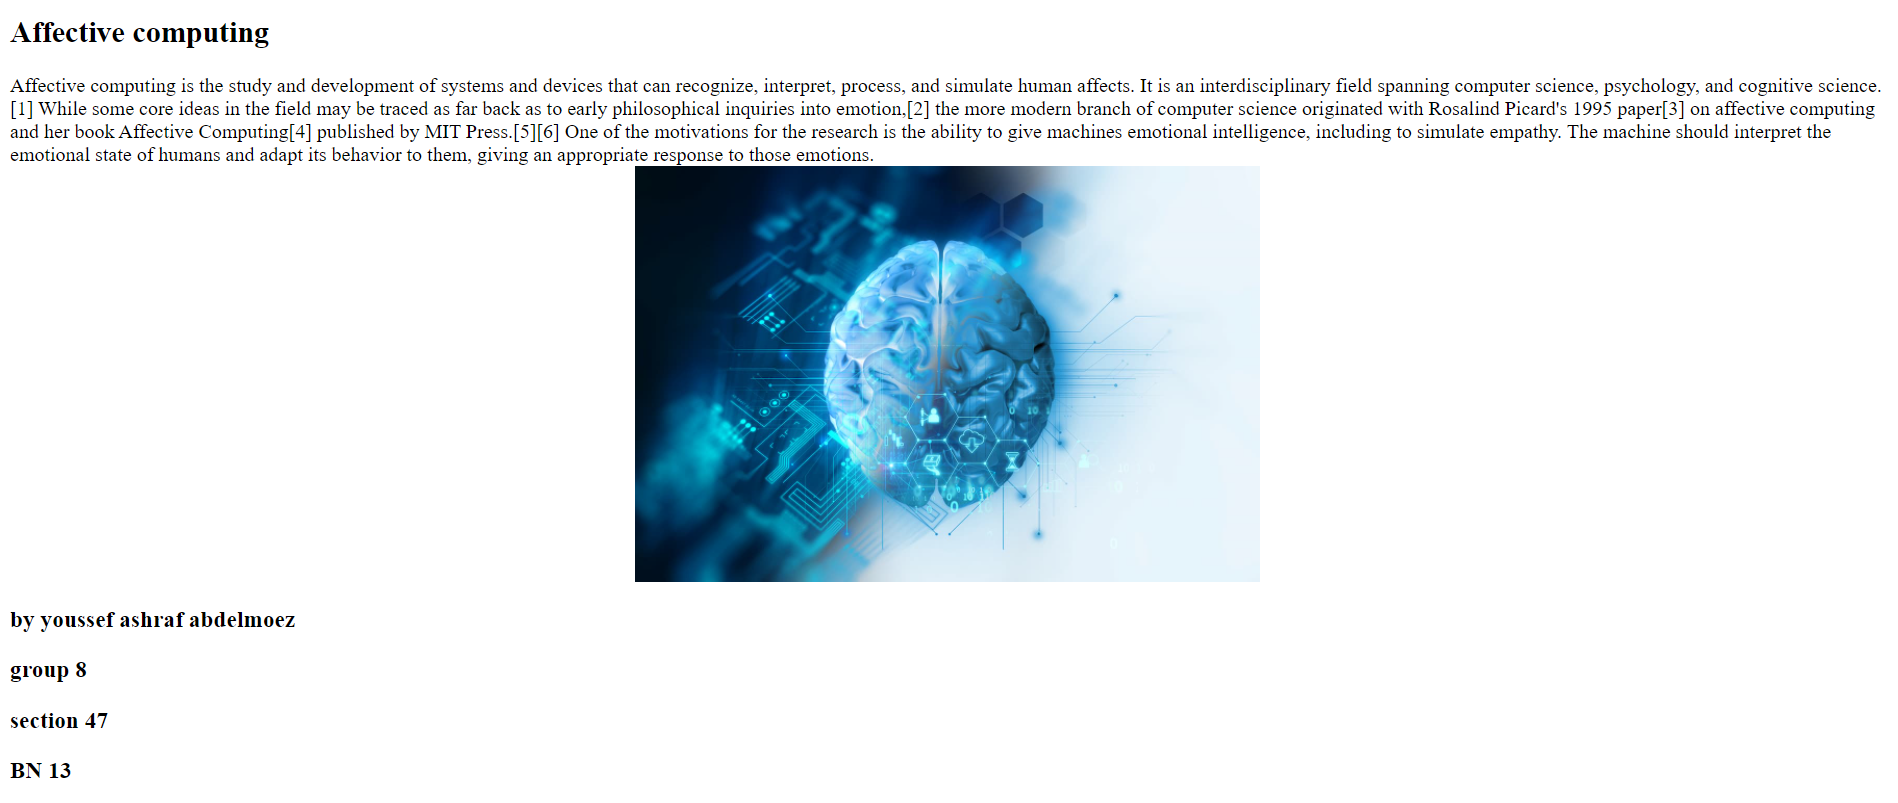 Affective computing
Affective computing is the study and development of systems and devices that can recognize, interpret, process, and simulate human affects. It is an interdisciplinary field spanning computer science, psychology, and cognitive science.
[1] While some core ideas in the field may be traced as far back as to early philosophical inquiries into emotion,[2] the more modern branch of computer science originated with Rosalind Picard's 1995 paper[3] on affective computing
and her book Affective Computing[4] published by MIT Press.[5][6] One of the motivations for the research is the ability to give machines emotional intelligence, including to simulate empathy. The machine should interpret the
emotional state of humans and adapt its behavior to them, giving an appropriate response to those emotions.
0 10
by youssef ashraf abdelmoez
group 8
section 47
BN 13